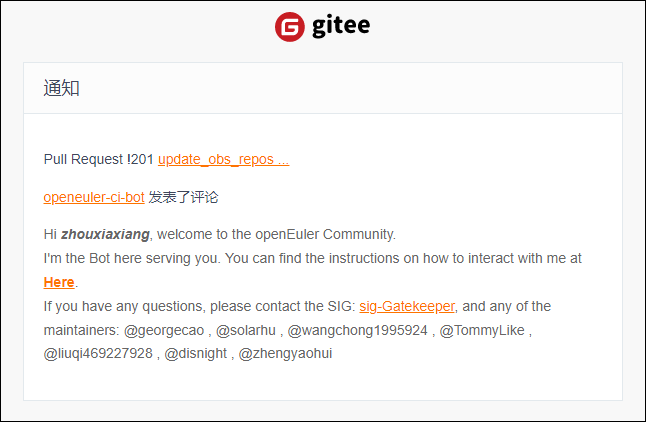 gitee
通知
Pull Request !201 update_obs_repos ...
openeuler-ci-bot 发表了评论
Hi zhouxiaxiang, welcome to the openEuler Community.
I'm the Bot here serving you. You can find the instructions on how to interact with me at
Here.
If you have any questions, please contact the SIG: sig-Gatekeeper, and any of the
maintainers: @georgecao , @solarhu , @wangchong1995924 , @TommyLike ,
@liuqi469227928 , @disnight , @zhengyaohui